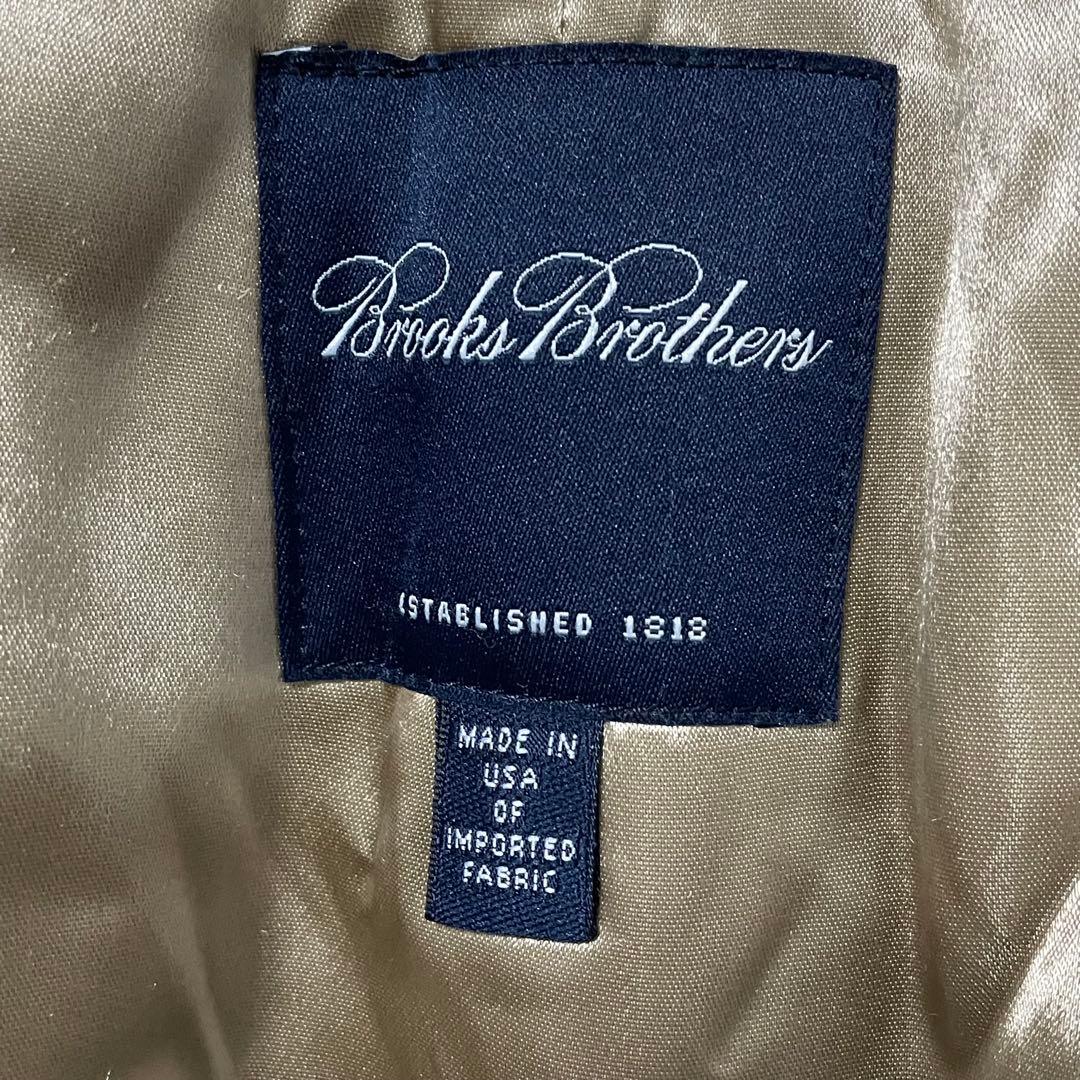 Brooks Brothers
ESTABLISHED 1818
MADE IN
USA
OF
IMPORTED
FABRIC